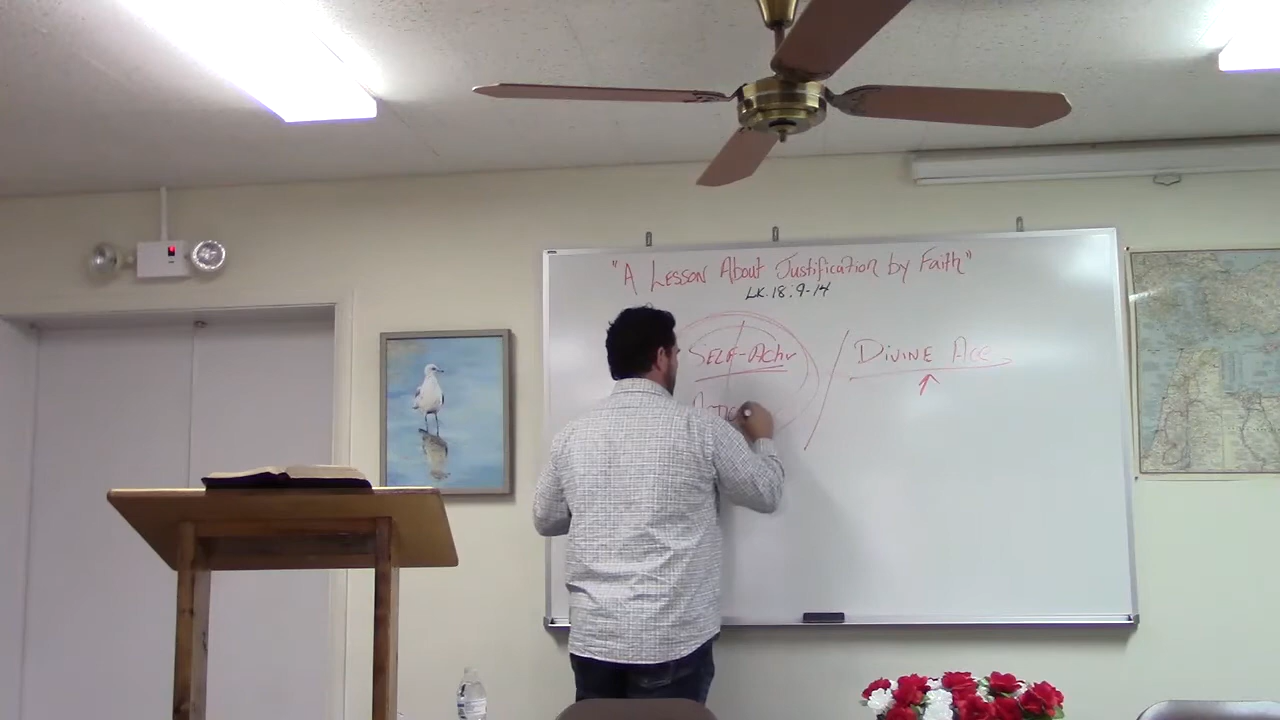 "A Lesson About Justification by Faith"
LK. 18:9-14
SELF-Achv / DIVINE Acc.